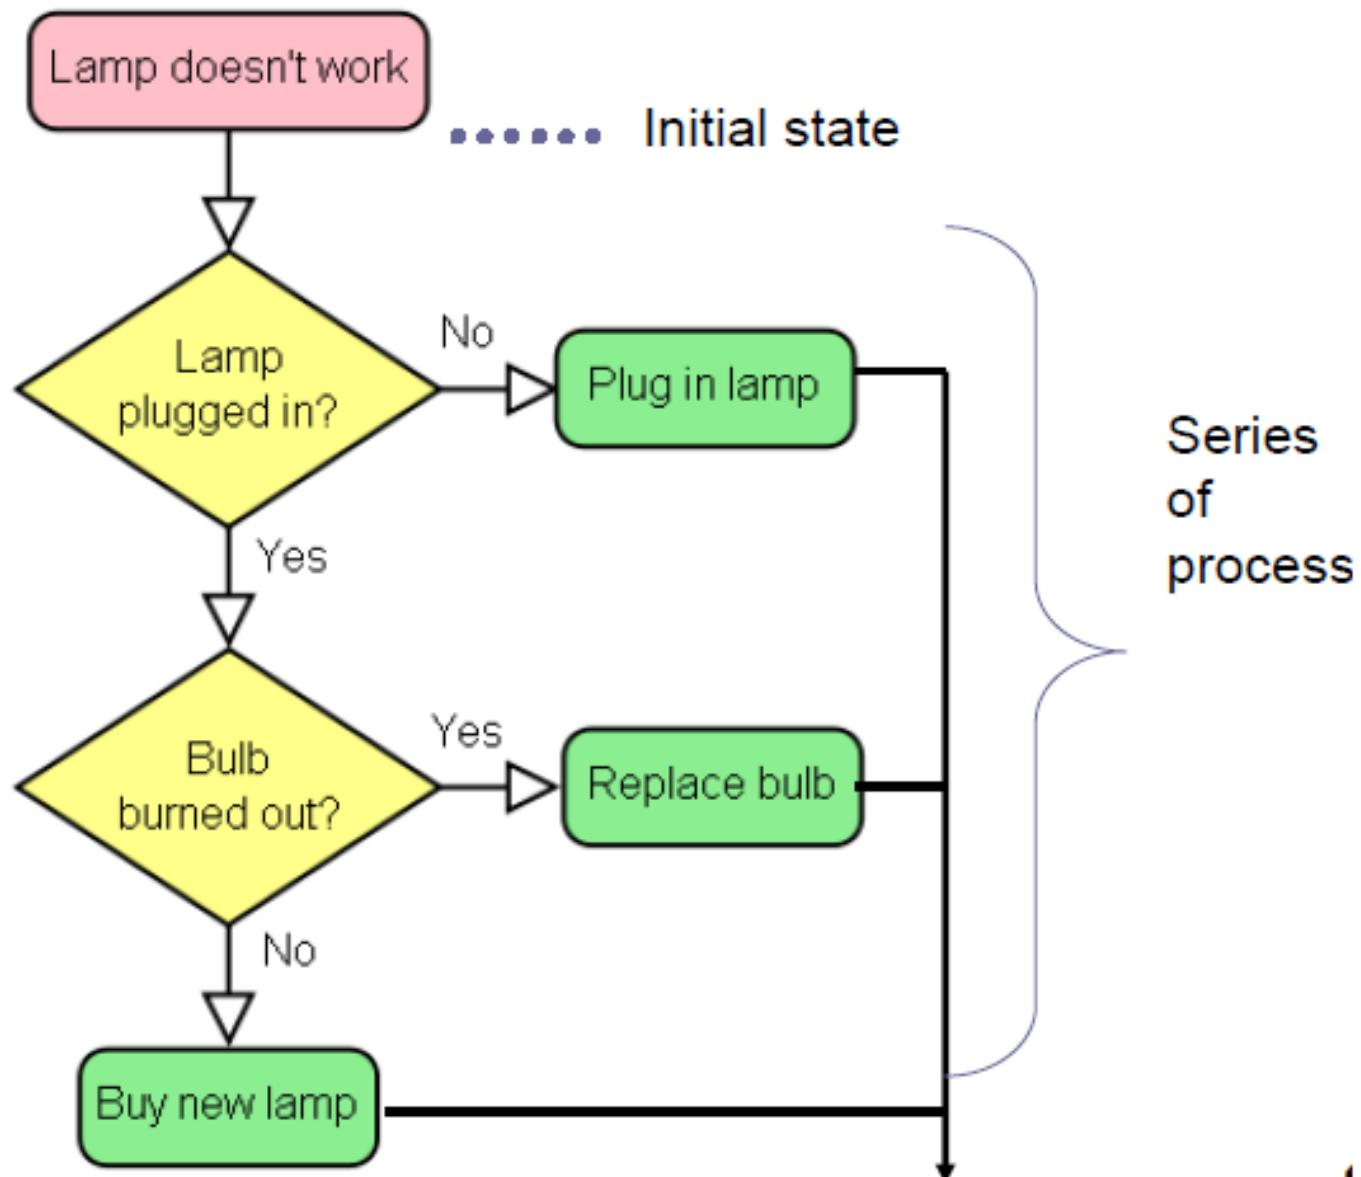 Lamp doesn't work
Initial state
Lamp
plugged in?
No
Plug in lamp
Series
of
process
Yes
Bulb
burned out?
Yes
Replace bulb
No
Buy new lamp